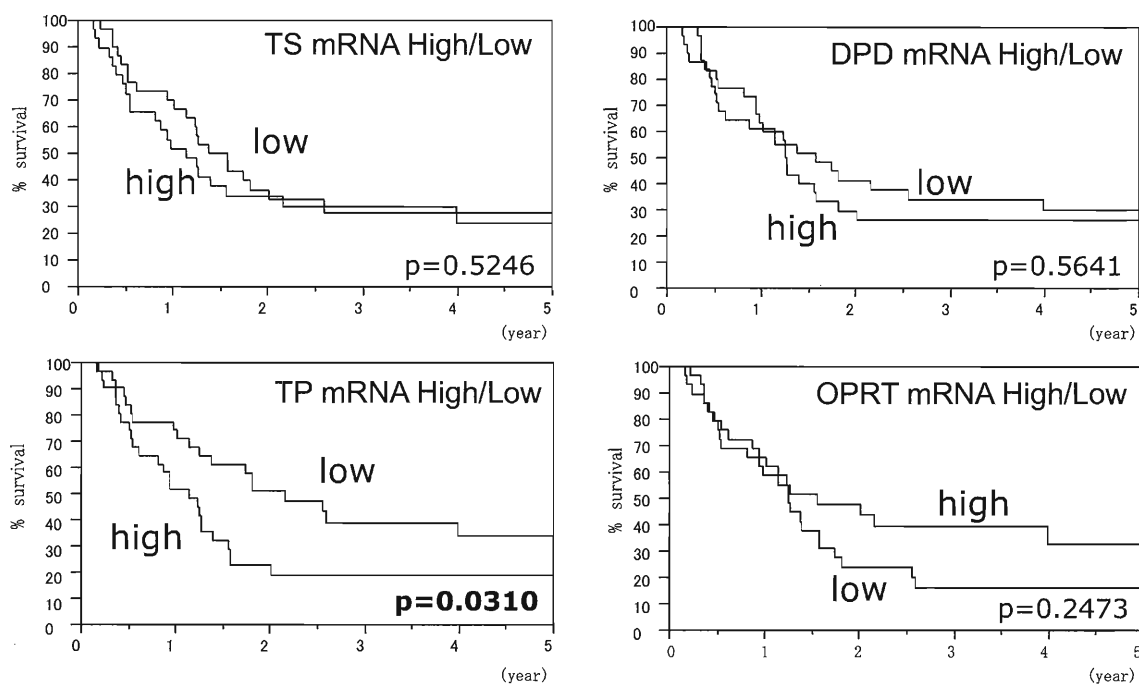 TS mRNA High/Low
% survival
100
90
80
70
60
50
40
30
20
10
0
low
high
p=0.5246
0 1 2 3 4 5
(year)
DPD mRNA High/Low
% survival
100
90
80
70
60
50
40
30
20
10
0
low
high
p=0.5641
0 1 2 3 4 5
(year)
TP mRNA High/Low
% survival
100
90
80
70
60
50
40
30
20
10
0
low
high
p=0.0310
0 1 2 3 4 5
(year)
OPRT mRNA High/Low
% survival
100
90
80
70
60
50
40
30
20
10
0
high
low
p=0.2473
0 1 2 3 4 5
(year)